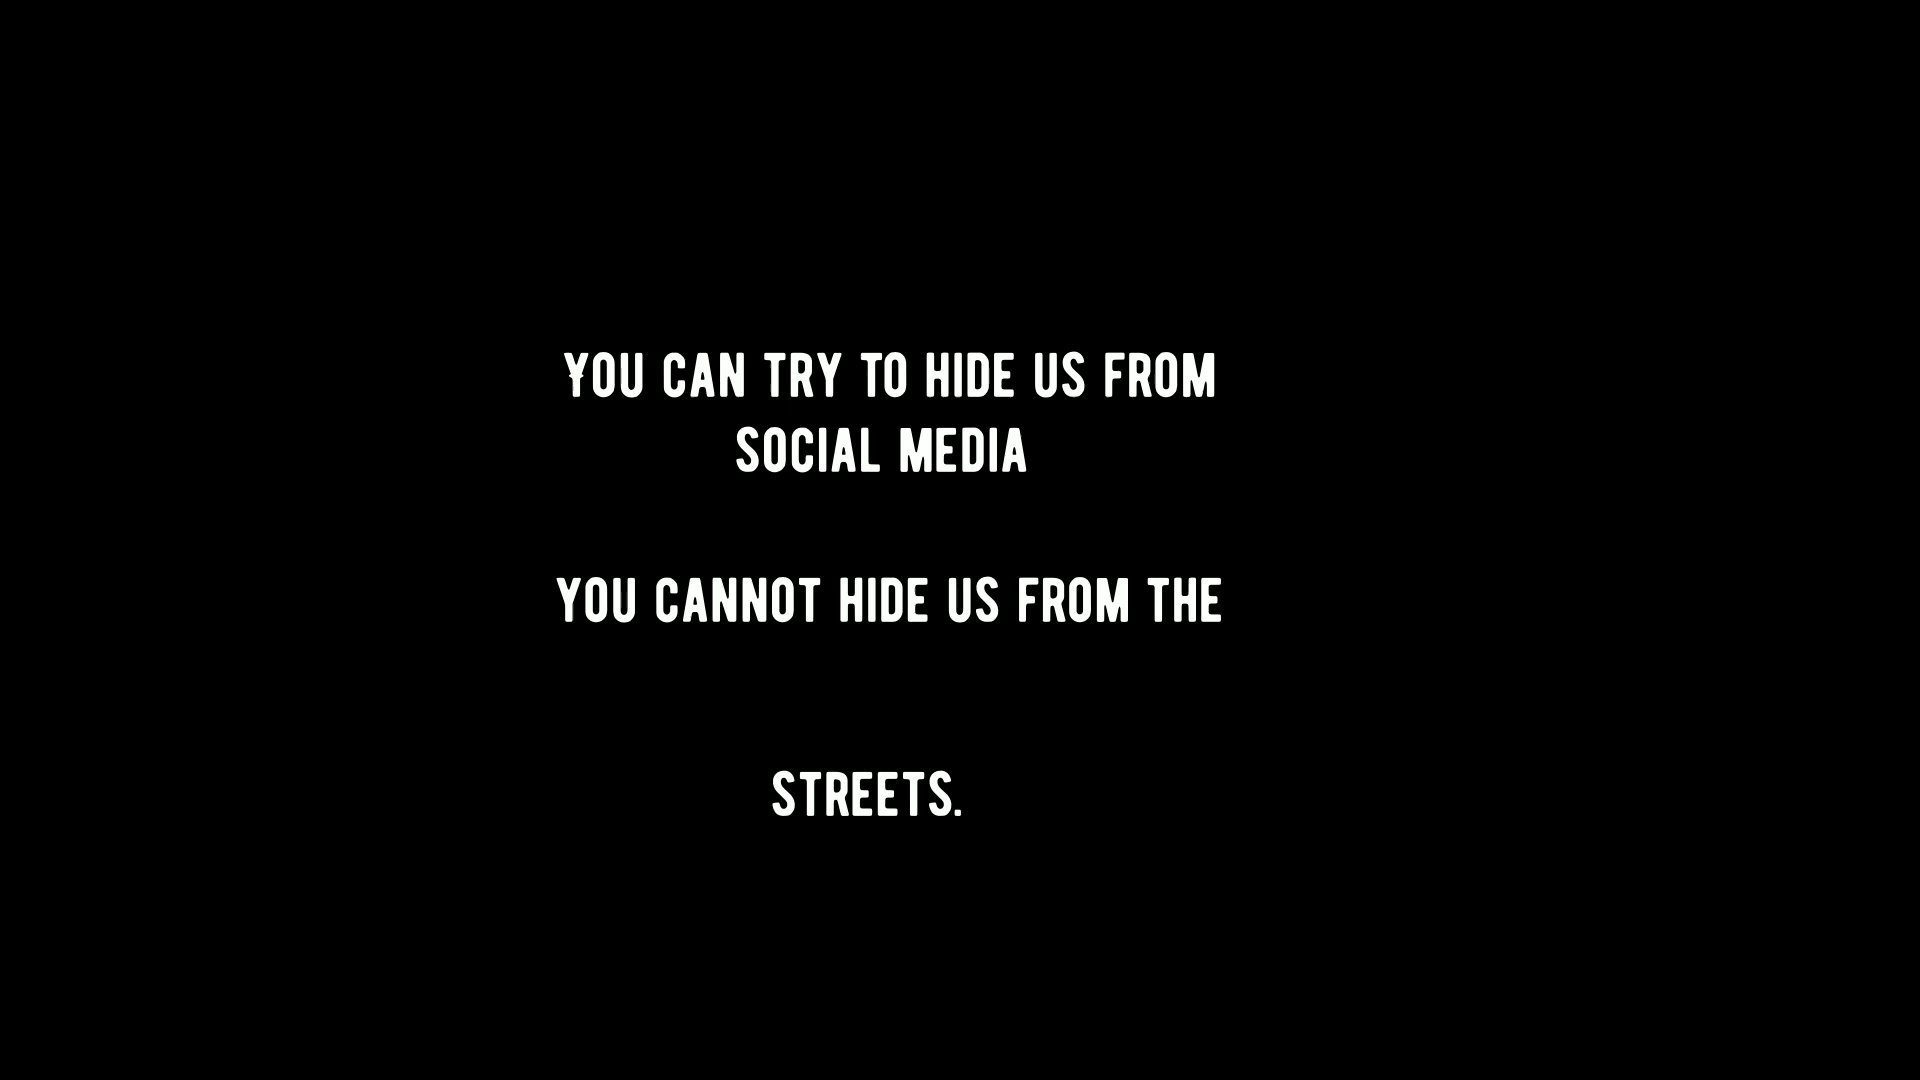 YOU CAN TRY TO HIDE US FROM
SOCIAL MEDIA
YOU CANNOT HIDE US FROM THE
STREETS.